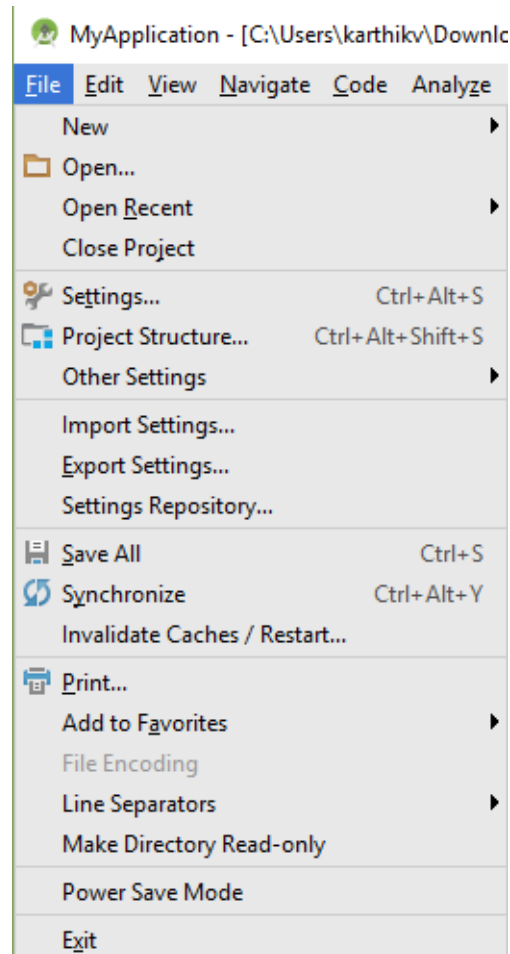 MyApplication - [C:\Users\karthikv\Downlo
File Edit View Navigate Code Analyze
New
Open...
Open Recent
Close Project
Settings... Ctrl+Alt+S
Project Structure... Ctrl+Alt+Shift+S
Other Settings
Import Settings...
Export Settings...
Settings Repository...
Save All Ctrl+S
Synchronize Ctrl+Alt+Y
Invalidate Caches / Restart...
Print...
Add to Favorites
File Encoding
Line Separators
Make Directory Read-only
Power Save Mode
Exit